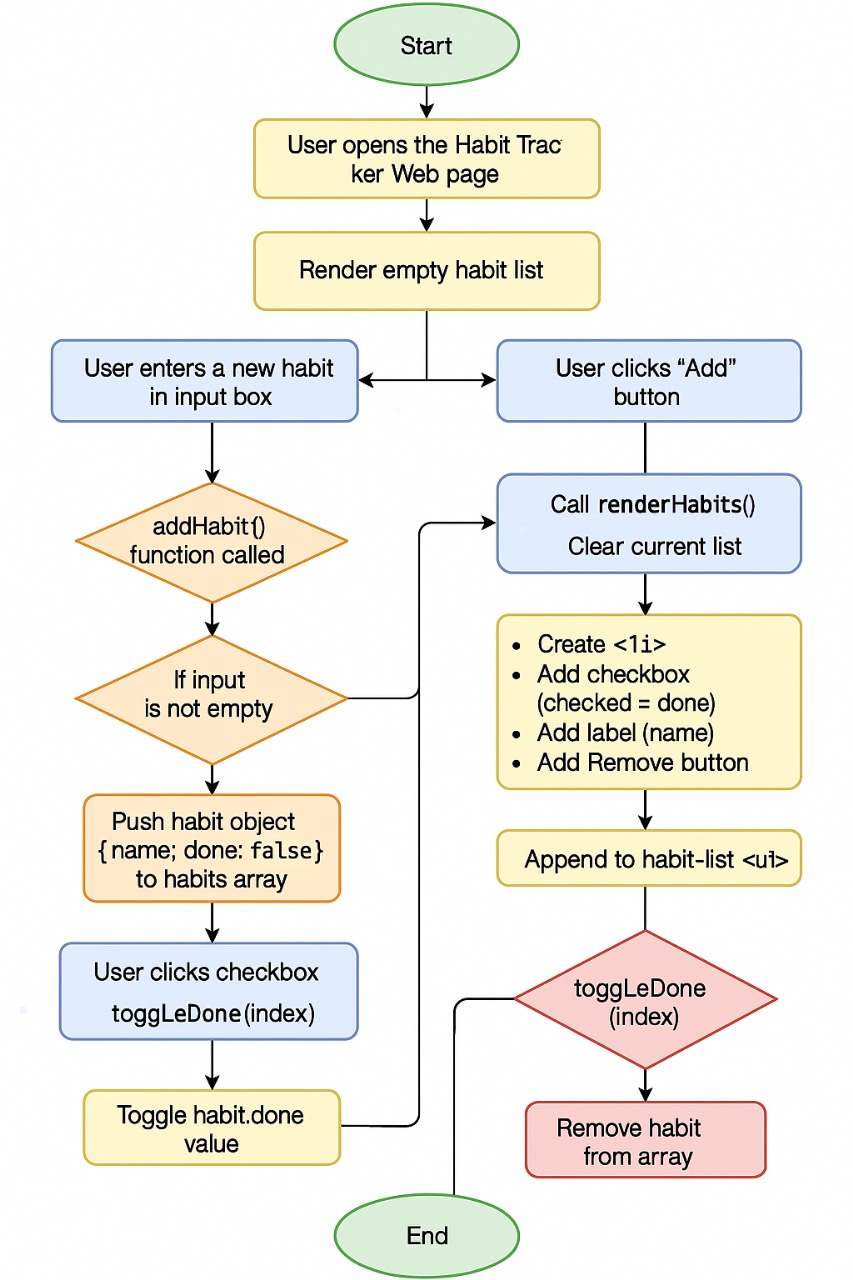 Start
User opens the Habit Trac
ker Web page
Render empty habit list
User enters a new habit
in input box
User clicks “Add”
button
addHabit()
function called
Call renderHabits()
Clear current list
If input
is not empty
• Create <1i>
• Add checkbox
(checked = done)
• Add label (name)
• Add Remove button
Push habit object
{name; done: false}
to habits array
Append to habit-list <ul>
User clicks checkbox
toggLeDone(index)
toggLeDone
(index)
Toggle habit.done
value
Remove habit
from array
End